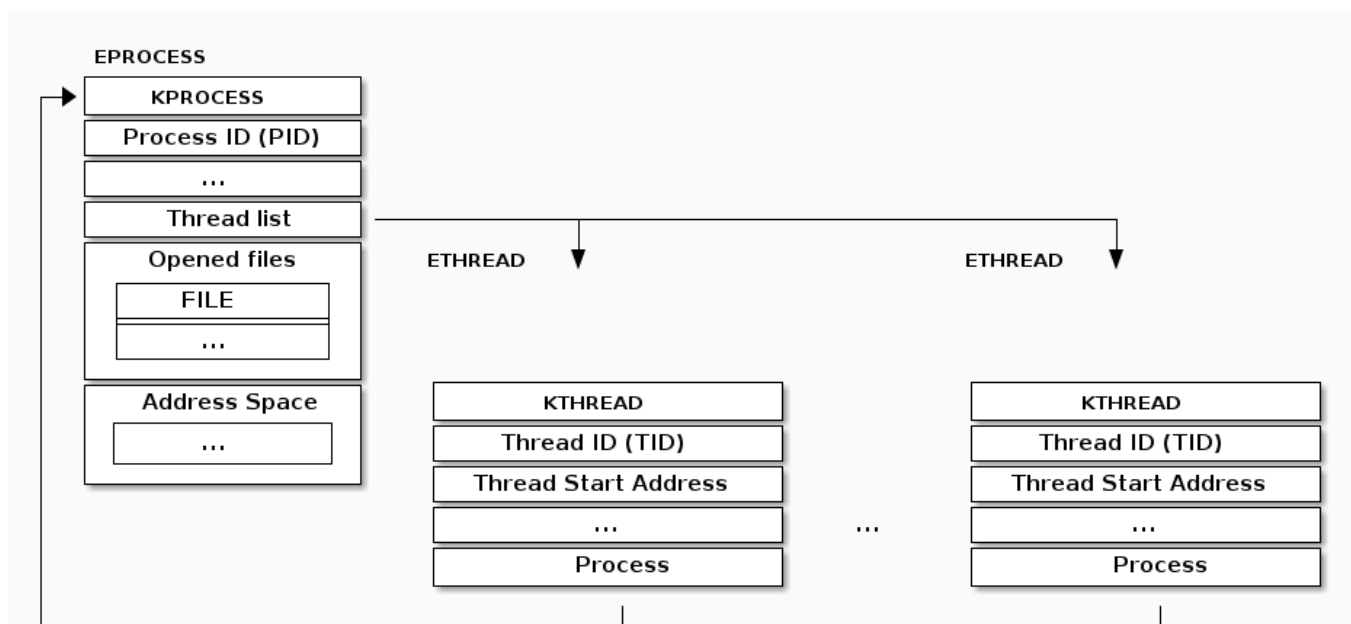 EPROCESS
KPROCESS
Process ID (PID)
...
Thread list
Opened files
FILE
...
Address Space
...
ETHREAD
KTHREAD
Thread ID (TID)
Thread Start Address
...
Process
...
ETHREAD
KTHREAD
Thread ID (TID)
Thread Start Address
...
Process